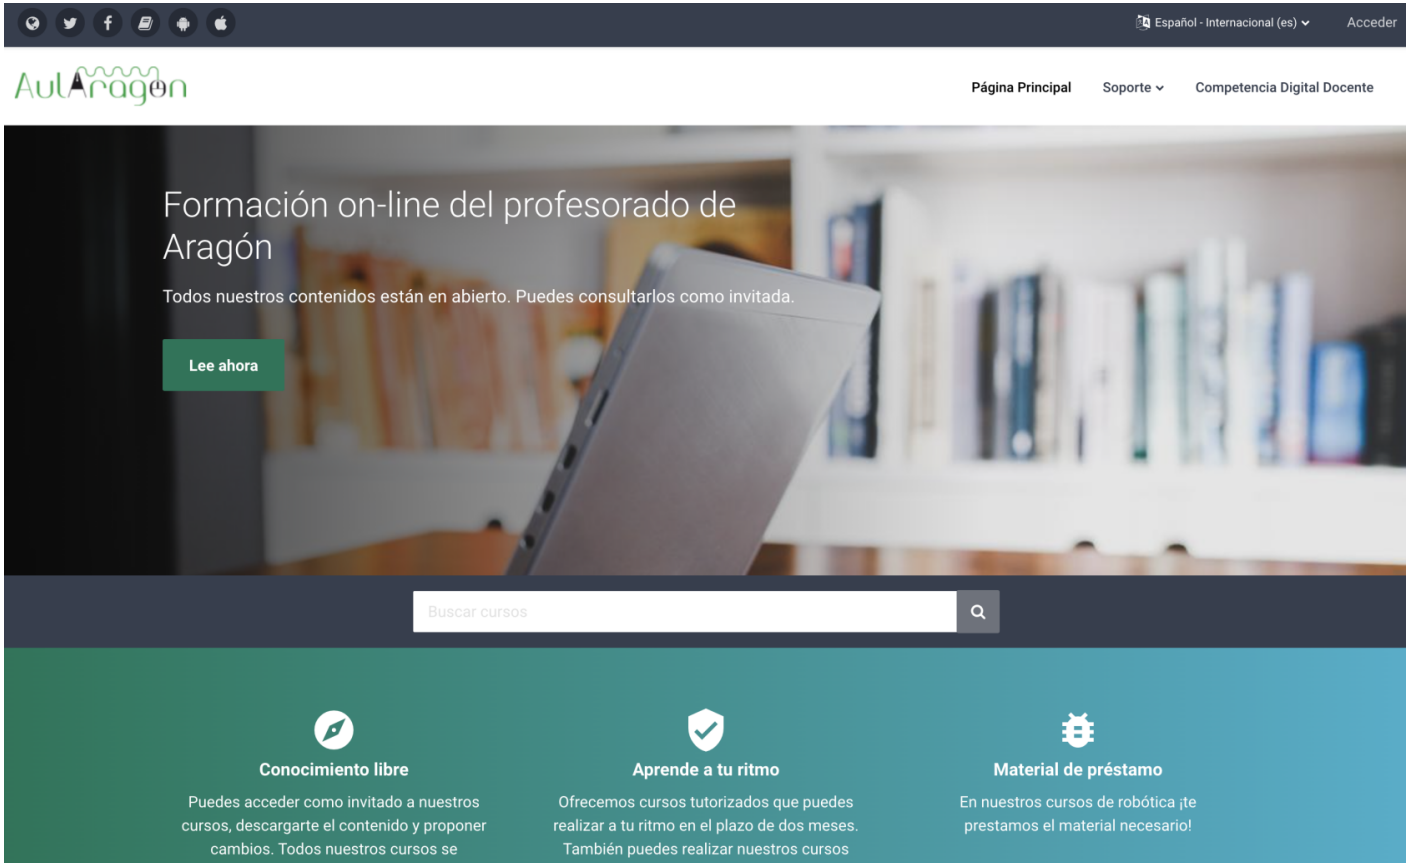 Español - Internacional (es)
Acceder
AulAragón
Página Principal
Soporte
Competencia Digital Docente
Formación on-line del profesorado de
Aragón
Todos nuestros contenidos están en abierto. Puedes consultarlos como invitada.
Lee ahora
Buscar cursos
Conocimiento libre
Puedes acceder como invitado a nuestros
cursos, descargarte el contenido y proponer
cambios. Todos nuestros cursos se
Aprende a tu ritmo
Ofrecemos cursos tutorizados que puedes
realizar a tu ritmo en el plazo de dos meses.
También puedes realizar nuestros cursos
Material de préstamo
En nuestros cursos de robótica ¡te
prestamos el material necesario!